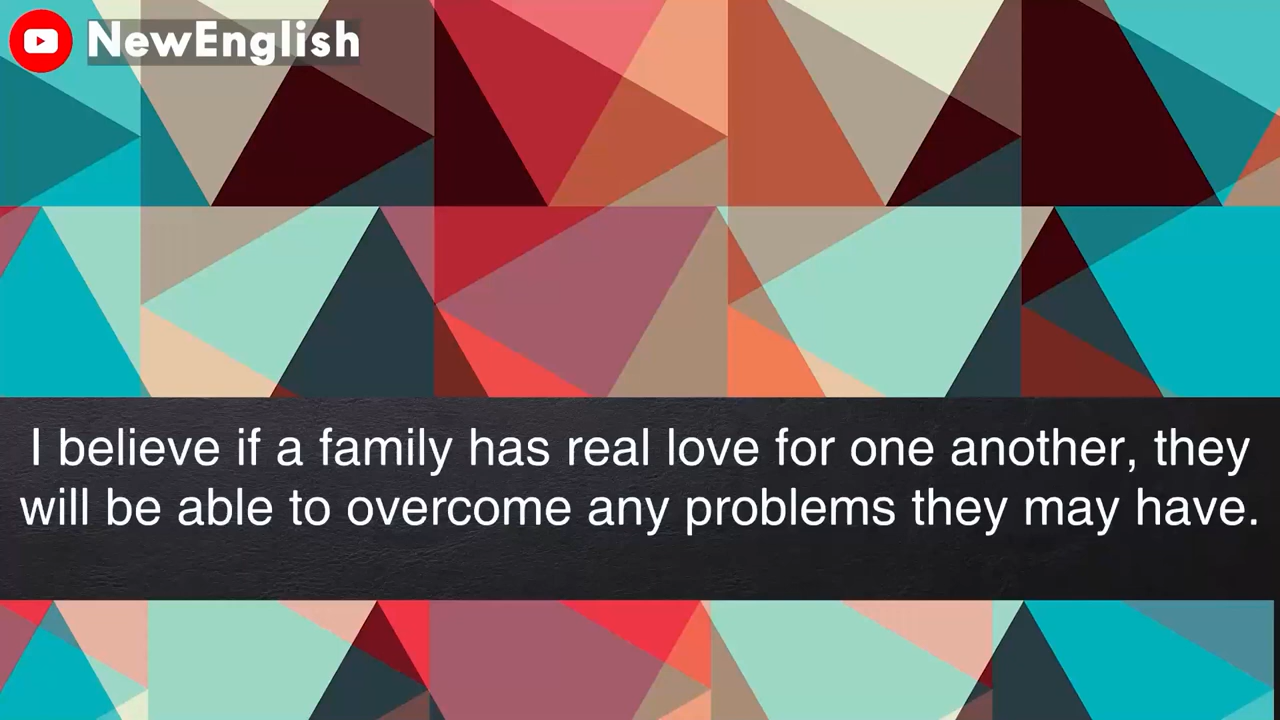 NewEnglish
I believe if a family has real love for one another, they
will be able to overcome any problems they may have.